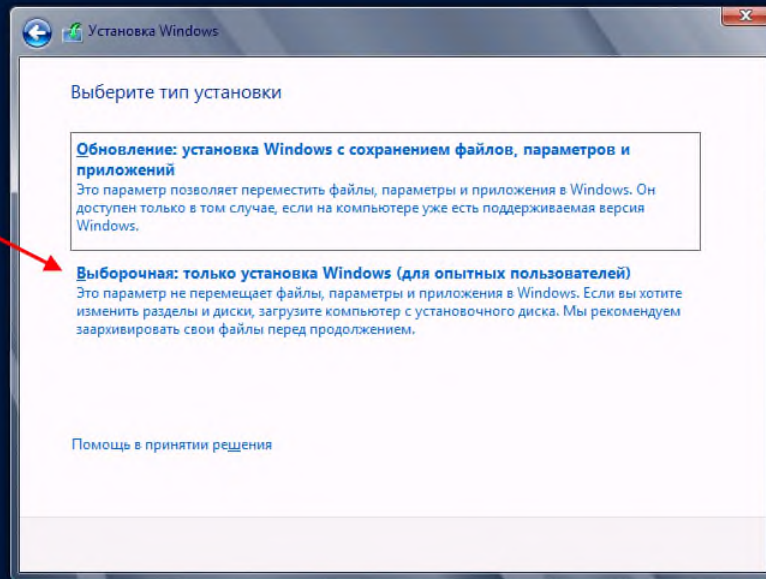 Установка Windows
Выберите тип установки
Обновление: установка Windows с сохранением файлов, параметров и
приложений
Это параметр позволяет переместить файлы, параметры и приложения в Windows. Он
доступен только в том случае, если на компьютере уже есть поддерживаемая версия
Windows.
Выборочная: только установка Windows (для опытных пользователей)
Это параметр не перемещает файлы, параметры и приложения в Windows. Если вы хотите
изменить разделы и диски, загрузите компьютер с установочного диска. Мы рекомендуем
заархивировать свои файлы перед продолжением.
Помощь в принятии решения